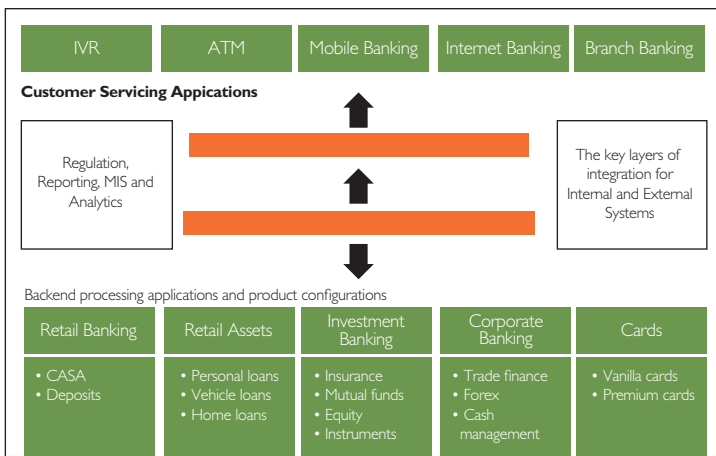 IVR
ATM
Mobile Banking
Internet Banking
Branch Banking
Customer Servicing Appications
Regulation,
Reporting, MIS and
Analytics
The key layers of
integration for
Internal and External
Systems
Backend processing applications and product configurations
Retail Banking
Retail Assets
Investment
Banking
Corporate
Banking
Cards
• CASA
• Deposits
• Personal loans
• Vehicle loans
• Home loans
• Insurance
• Mutual funds
• Equity
• Instruments
• Trade finance
• Forex
• Cash
management
• Vanilla cards
• Premium cards